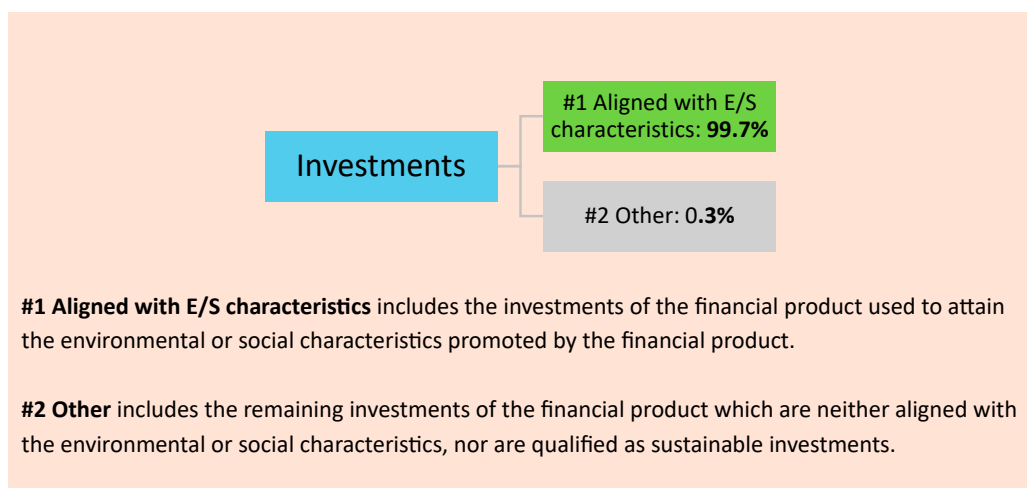 #1 Aligned with E/S
characteristics: 99.7%
Investments
#2 Other: 0.3%
#1 Aligned with E/S characteristics includes the investments of the financial product used to attain
the environmental or social characteristics promoted by the financial product.
#2 Other includes the remaining investments of the financial product which are neither aligned with
the environmental or social characteristics, nor are qualified as sustainable investments.